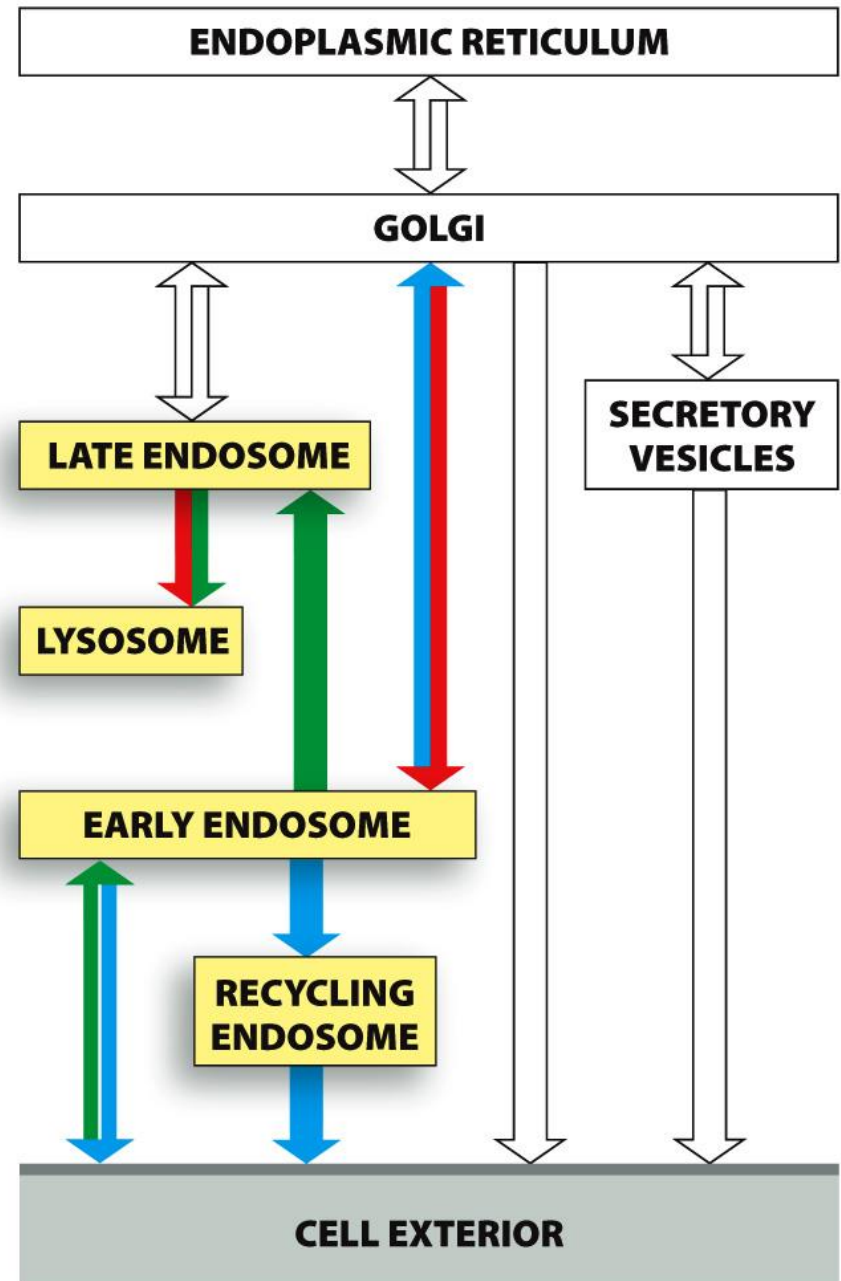 ENDOPLASMIC RETICULUM
GOLGI
LATE ENDOSOME
SECRETORY
VESICLES
LYSOSOME
EARLY ENDOSOME
RECYCLING
ENDOSOME
CELL EXTERIOR